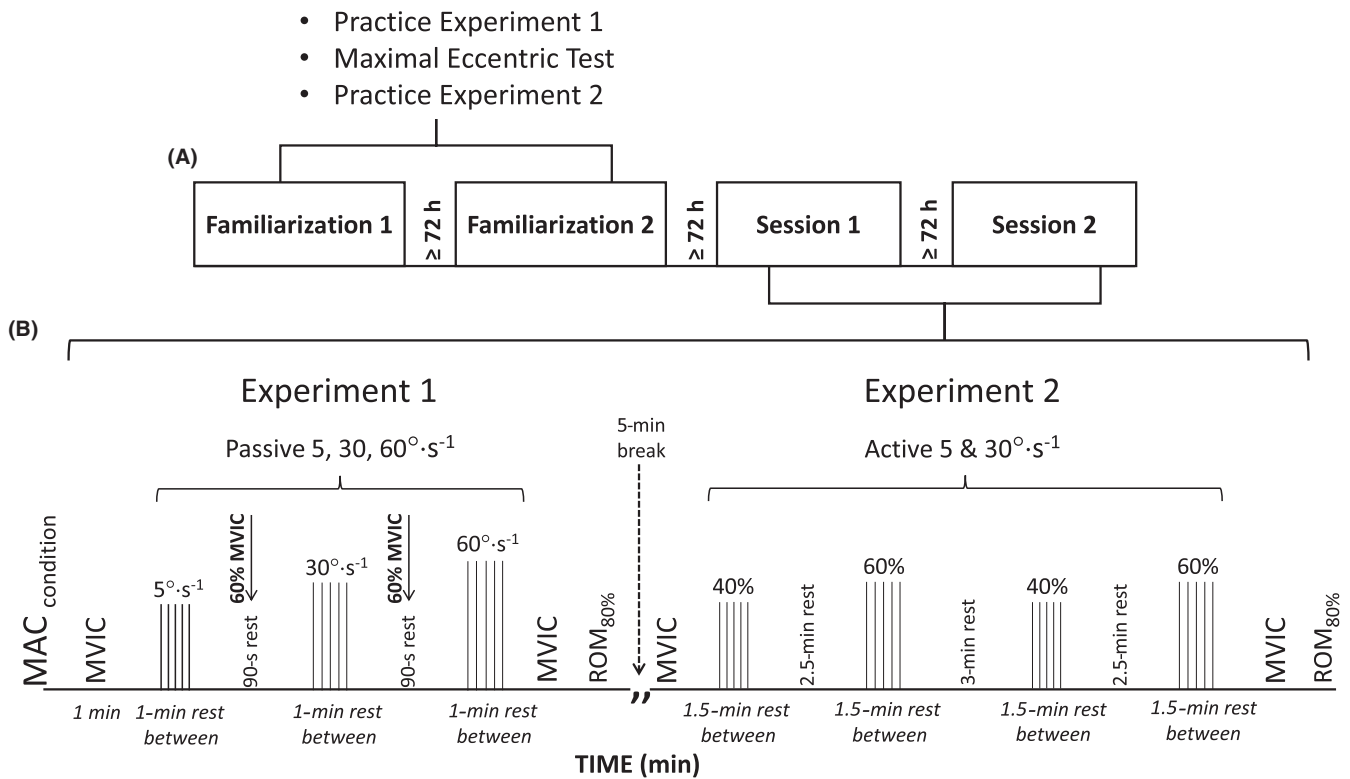 • Practice Experiment 1
• Maximal Eccentric Test
• Practice Experiment 2
(A)
Familiarization 1
≥ 72 h
Familiarization 2
≥ 72 h
Session 1
≥ 72 h
Session 2
(B)
Experiment 1
Passive 5, 30, 60°·s-1
5-min
break
Experiment 2
Active 5 & 30°·s-1
MAC condition
MVIC
5°·s-1
60% MVIC
90-s rest
30°·s-1
60% MVIC
90-s rest
60°·s-1
MVIC
ROM80%
”
MVIC
40%
2.5-min rest
60%
3-min rest
40%
2.5-min rest
60%
MVIC
ROM80%
1 min
1-min rest
between
1-min rest
between
1-min rest
between
1.5-min rest
between
1.5-min rest
between
1.5-min rest
between
1.5-min rest
between
TIME (min)